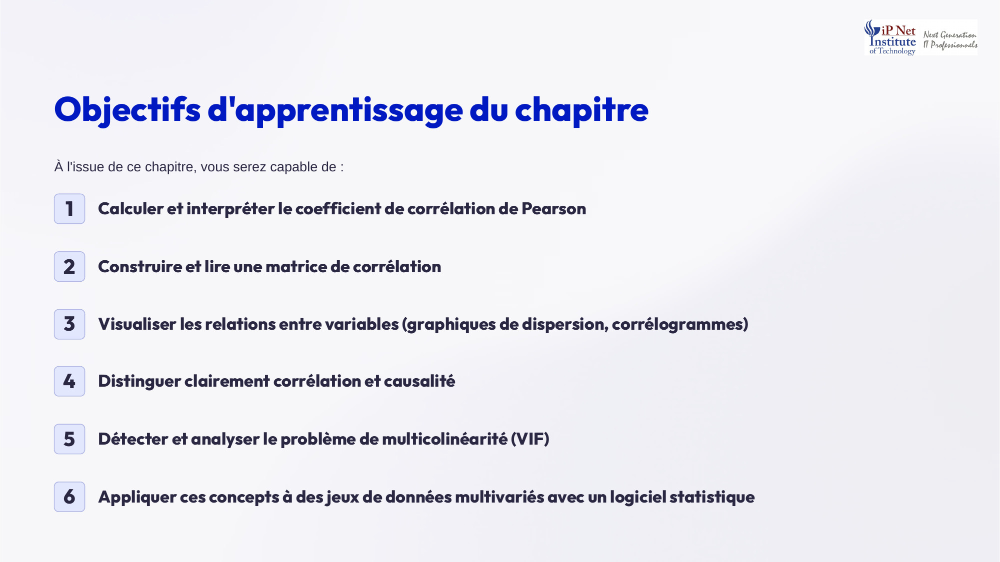 iP Net
Institute
of Technology
Next Generation
IT Professionnels
Objectifs d'apprentissage du chapitre
À l'issue de ce chapitre, vous serez capable de :
1 Calculer et interpréter le coefficient de corrélation de Pearson
2 Construire et lire une matrice de corrélation
3 Visualiser les relations entre variables (graphiques de dispersion, corrélogrammes)
4 Distinguer clairement corrélation et causalité
5 Détecter et analyser le problème de multicolinéarité (VIF)
6 Appliquer ces concepts à des jeux de données multivariés avec un logiciel statistique